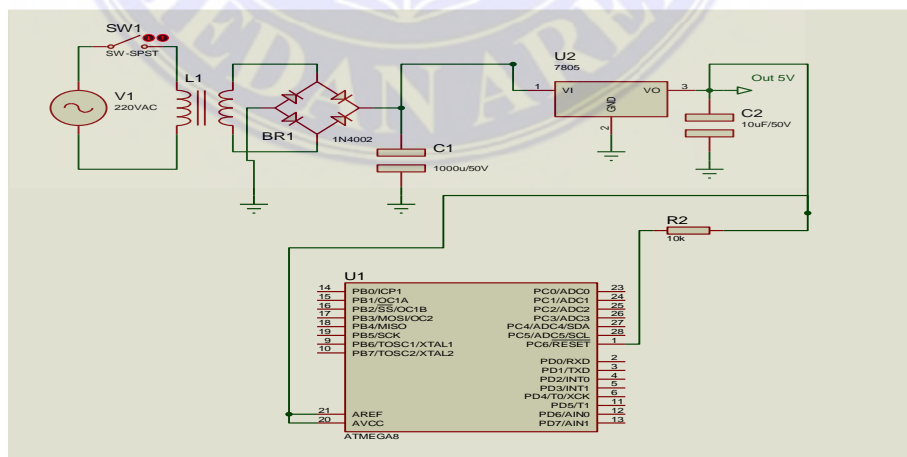 MEDAN AREA
SW1
SW-SPST
L1
V1
220VAC
BR1
1N4002
C1
1000u/50V
U2
7805
1 VI
VO 3
GND
2
Out 5V
C2
10uF/50V
R2
10k
U1
14 PB0/ICP1
15 PB1/OC1A
16 PB2/SS/OC1B
17 PB3/MOSI/OC2
18 PB4/MISO
19 PB5/SCK
9 PB6/TOSC1/XTAL1
10 PB7/TOSC2/XTAL2
21 AREF
20 AVCC
PC0/ADC0 23
PC1/ADC1 24
PC2/ADC2 25
PC3/ADC3 26
PC4/ADC4/SDA 27
PC5/ADC5/SCL 28
PC6/RESET 1
PD0/RXD 2
PD1/TXD 3
PD2/INT0 4
PD3/INT1 5
PD4/T0/XCK 6
PD5/T1 11
PD6/AIN0 12
PD7/AIN1 13
ATMEGA8